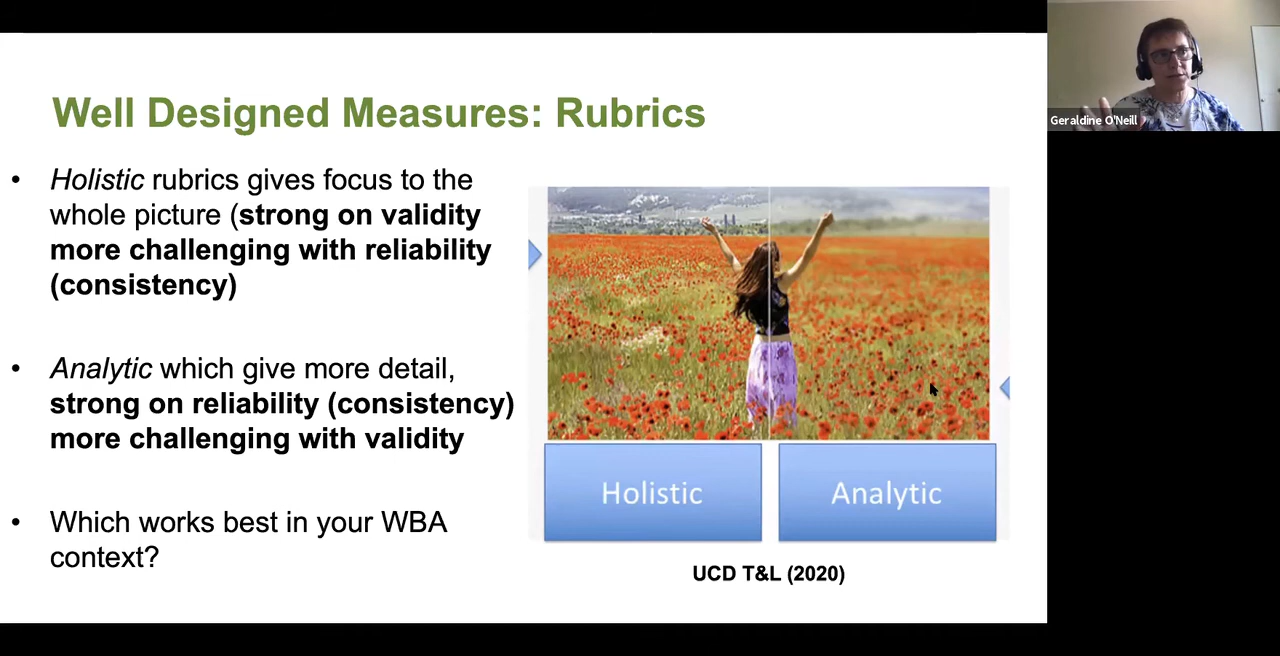 Well Designed Measures: Rubrics
• Holistic rubrics gives focus to the
whole picture (strong on validity
more challenging with reliability
(consistency)
• Analytic which give more detail,
strong on reliability (consistency)
more challenging with validity
• Which works best in your WBA
context?
Holistic
Analytic
UCD T&L (2020)
Geraldine O'Neill